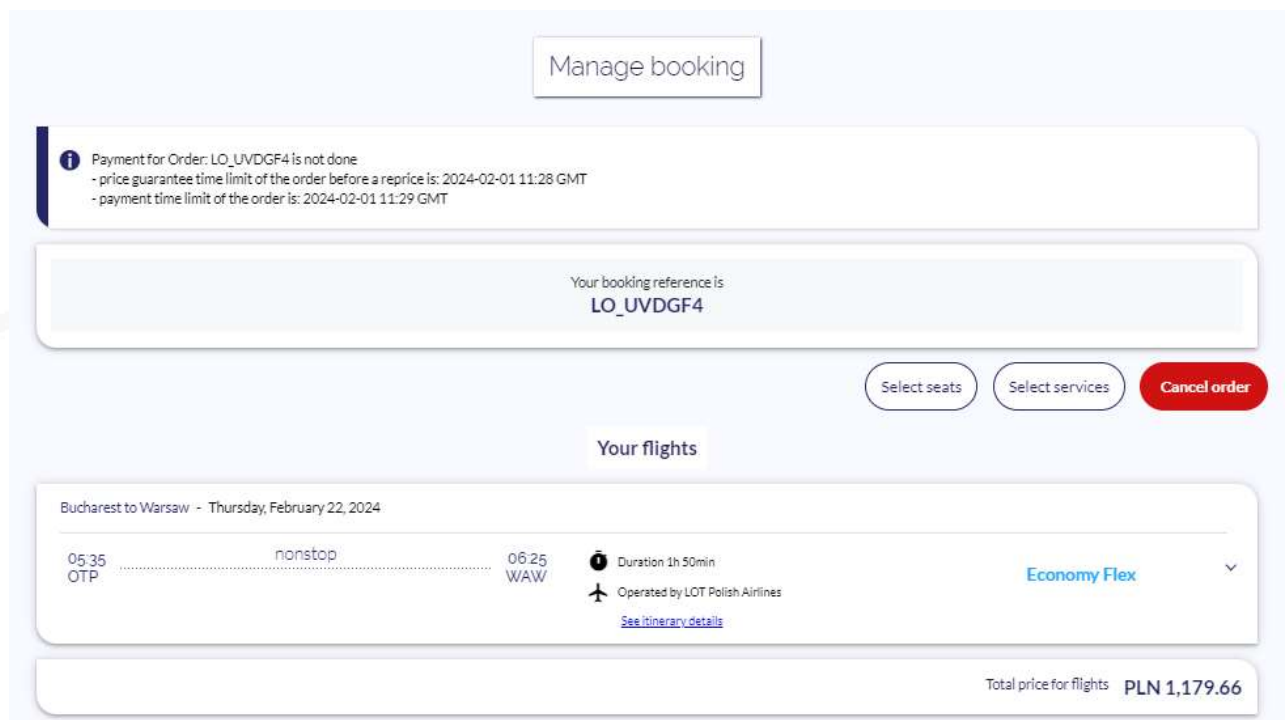 Manage booking
Payment for Order: LO_UVDGF4 is not done
- price guarantee time limit of the order before a reprice is: 2024-02-01 11:28 GMT
- payment time limit of the order is: 2024-02-01 11:29 GMT
Your booking reference is
LO_UVDGF4
Select seats
Select services
Cancel order
Your flights
Bucharest to Warsaw - Thursday, February 22, 2024
05:35 nonstop 06:25
OTP WAW
Duration 1h 50min
Operated by LOT Polish Airlines
See itinerary details
Economy Flex
Total price for flights PLN 1,179.66